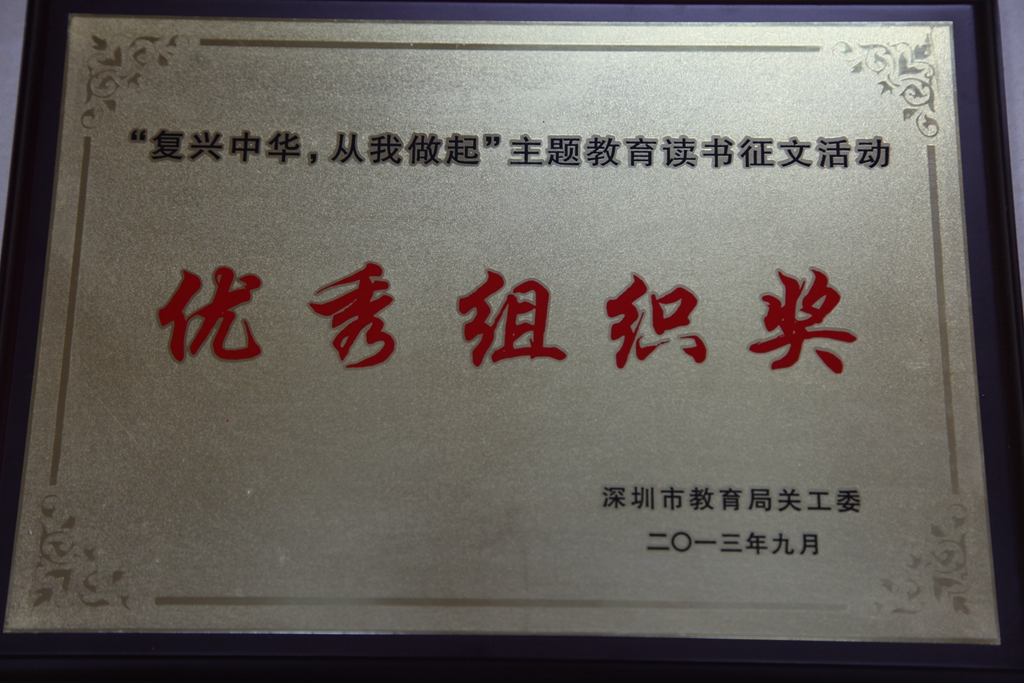 “复兴中华，从我做起”主题教育读书征文活动
优秀组织奖
深圳市教育局关工委
二〇一三年九月